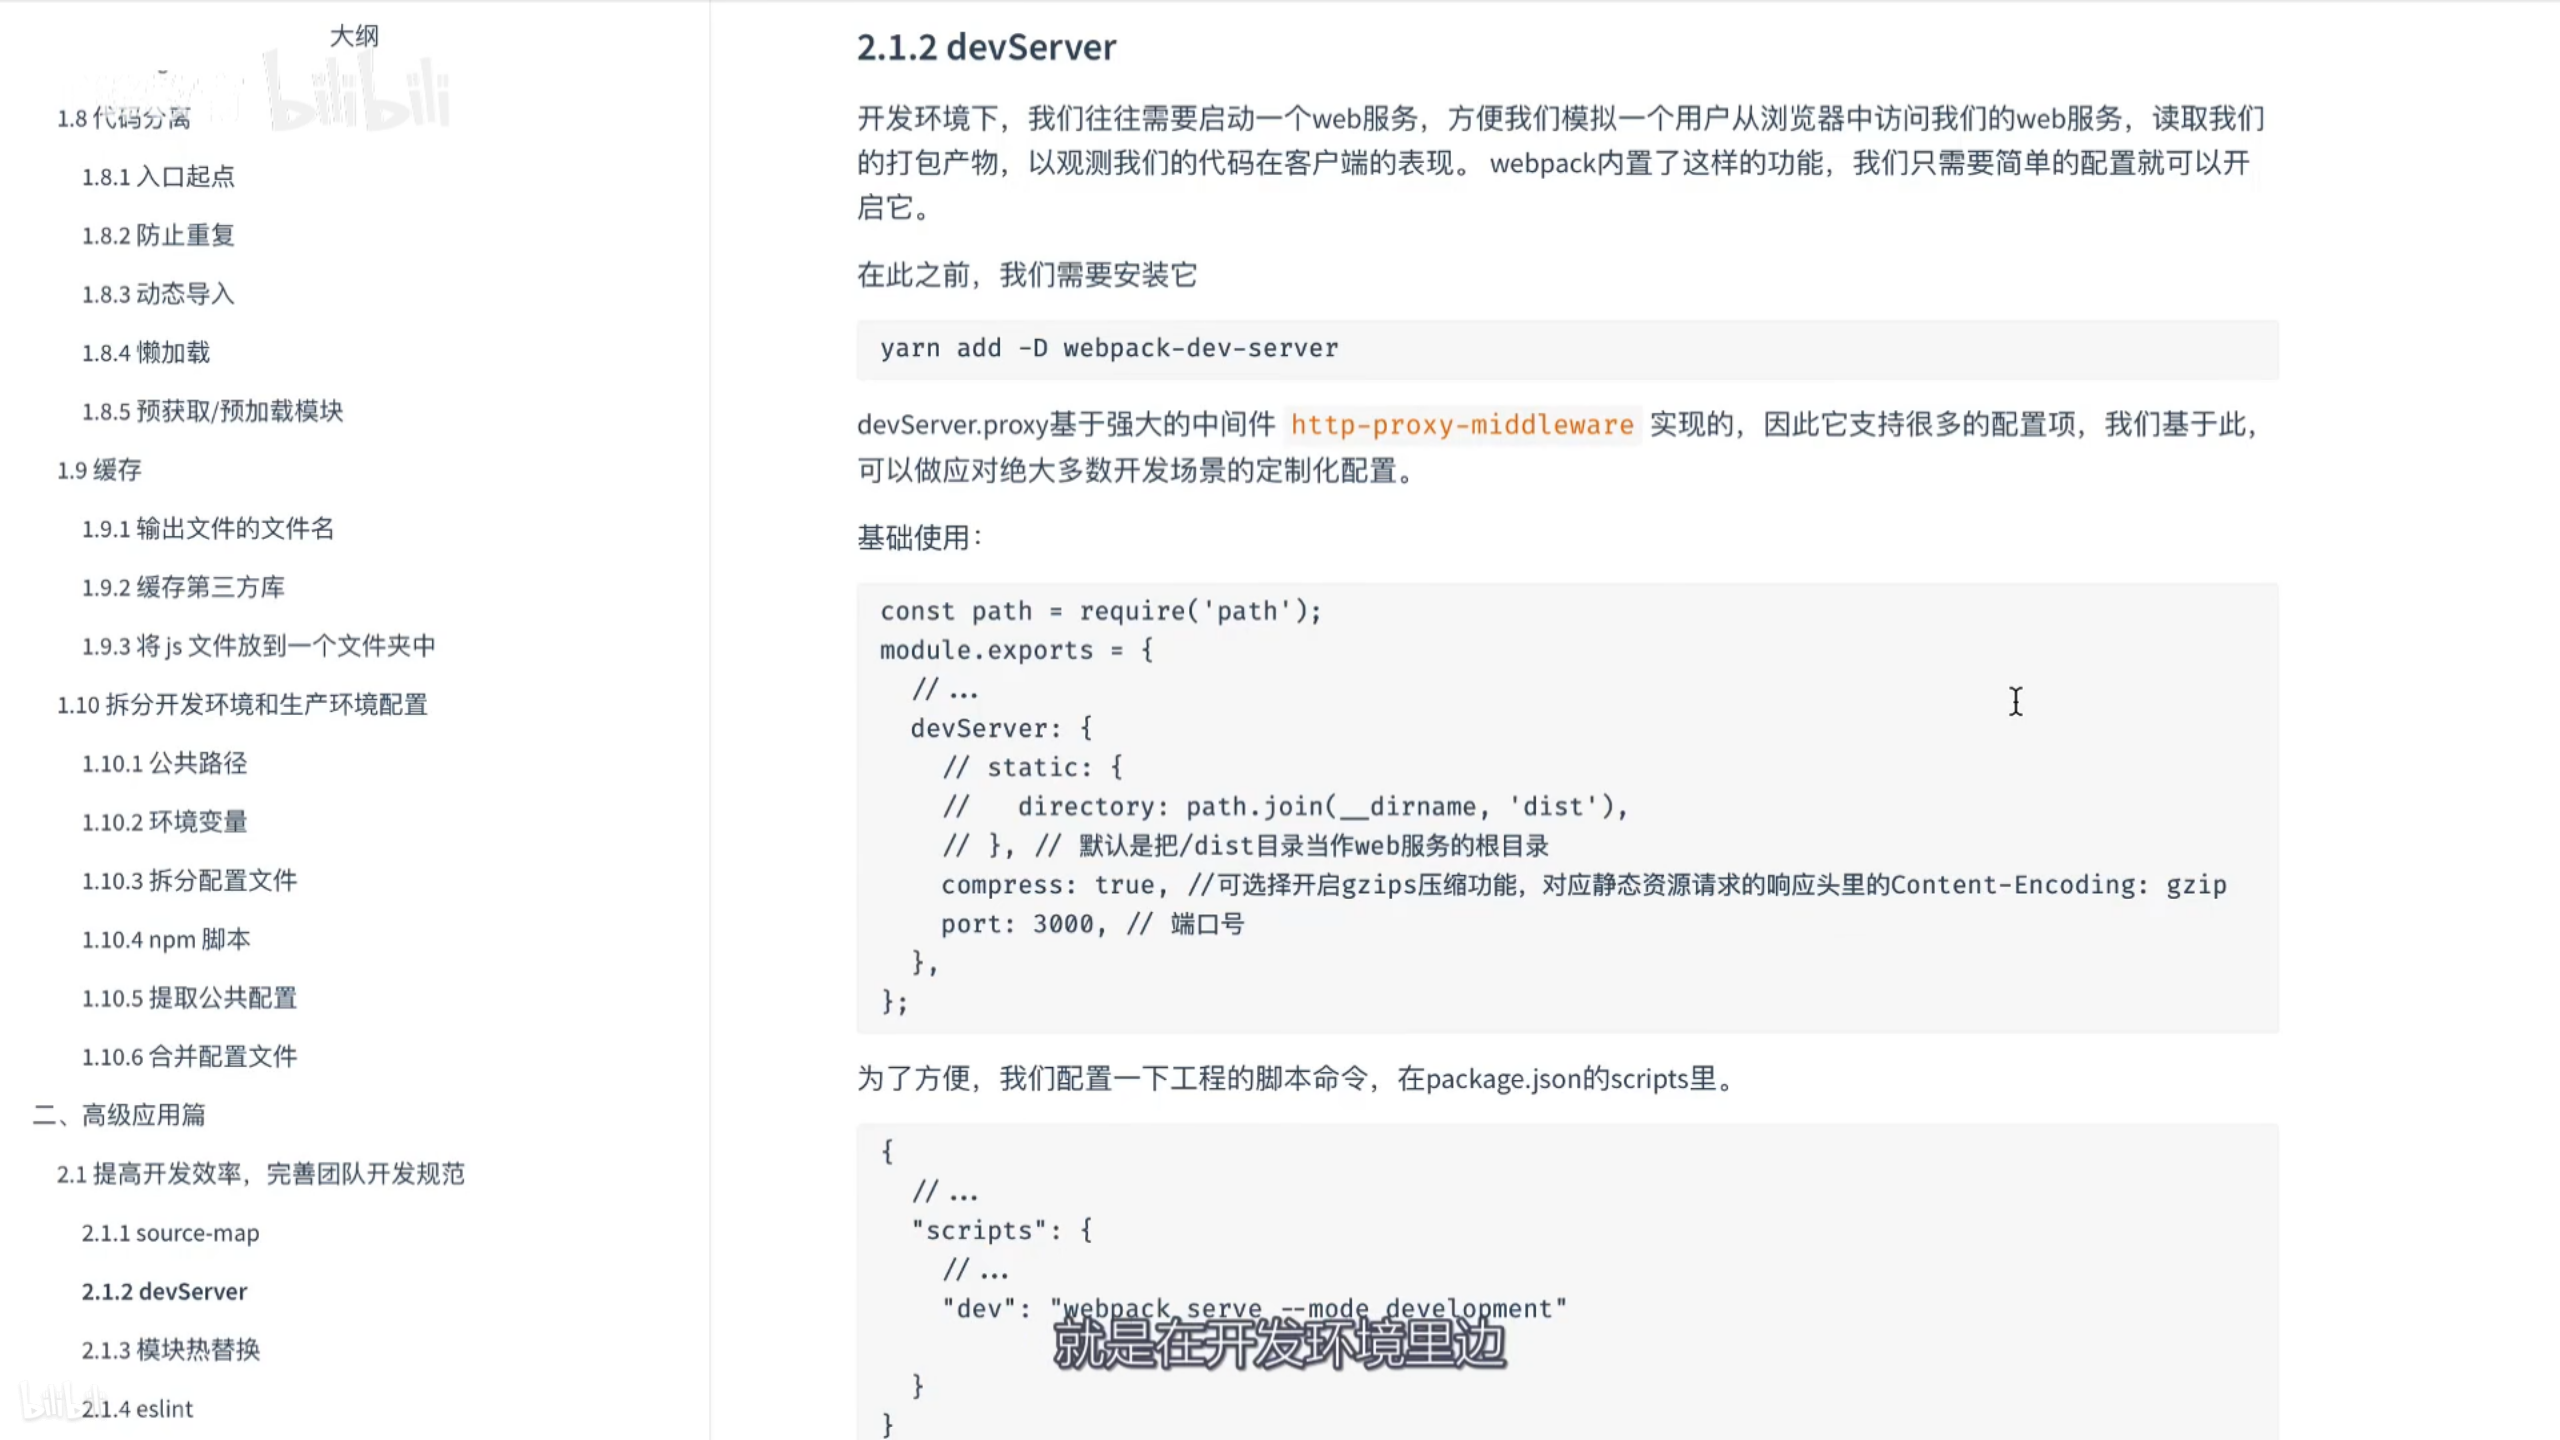 大纲
bilibili
1.8 代码分离
1.8.1 入口起点
1.8.2 防止重复
1.8.3 动态导入
1.8.4 懒加载
1.8.5 预获取/预加载模块
1.9 缓存
1.9.1 输出文件的文件名
1.9.2 缓存第三方库
1.9.3 将 js 文件放到一个文件夹中
1.10 拆分开发环境和生产环境配置
1.10.1 公共路径
1.10.2 环境变量
1.10.3 拆分配置文件
1.10.4 npm 脚本
1.10.5 提取公共配置
1.10.6 合并配置文件
二、高级应用篇
2.1 提高开发效率，完善团队开发规范
2.1.1 source-map
2.1.2 devServer
2.1.3 模块热替换
2.1.4 eslint
2.1.2 devServer
开发环境下，我们往往需要启动一个web服务，方便我们模拟一个用户从浏览器中访问我们的web服务，读取我们
的打包产物，以观测我们的代码在客户端的表现。 webpack内置了这样的功能，我们只需要简单的配置就可以开
启它。
在此之前，我们需要安装它
yarn add -D webpack-dev-server
devServer.proxy基于强大的中间件 http-proxy-middleware 实现的，因此它支持很多的配置项，我们基于此，
可以做应对绝大多数开发场景的定制化配置。
基础使用：
const path = require('path');
module.exports = {
  // ...
  devServer: {
    // static: {
    //   directory: path.join(__dirname, 'dist'),
    // }, // 默认是把/dist目录当作web服务的根目录
    compress: true, //可选择开启gzips压缩功能，对应静态资源请求的响应头里的Content-Encoding: gzip
    port: 3000, // 端口号
  },
};
为了方便，我们配置一下工程的脚本命令，在package.json的scripts里。
{
  // ...
  "scripts": {
    // ...
    "dev": "webpack serve --mode development"
就是在开发环境里边
  }
}